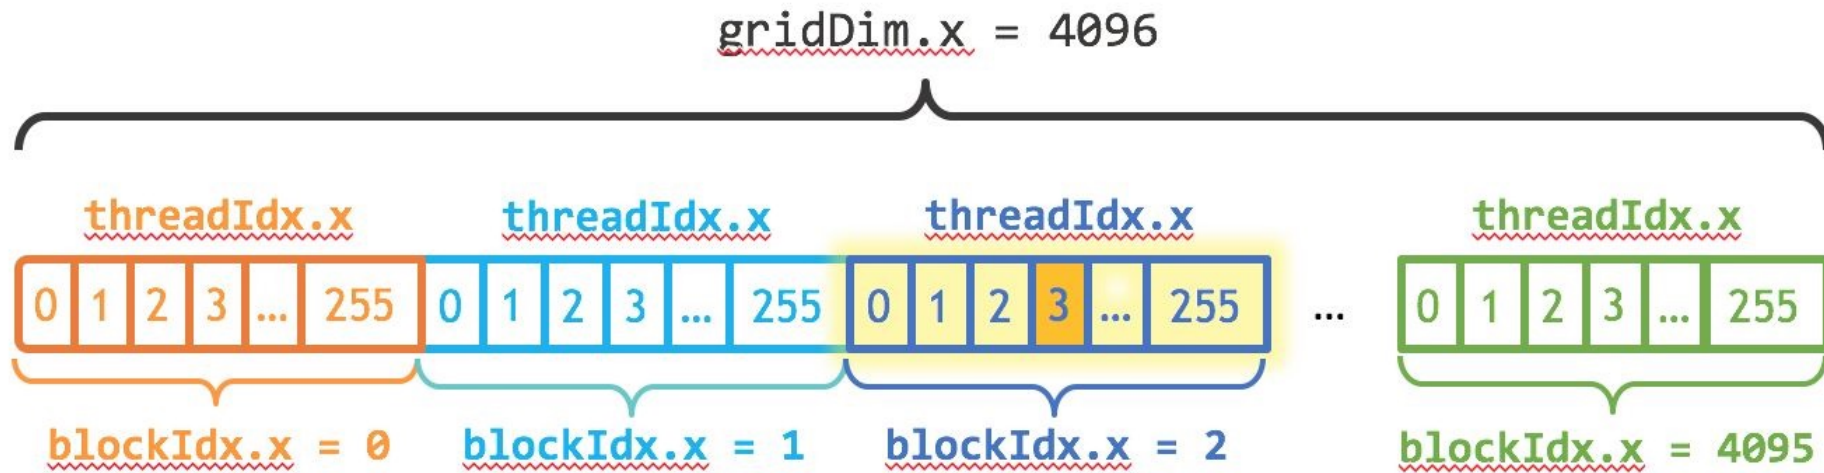 gridDim.x = 4096
threadIdx.x threadIdx.x threadIdx.x threadIdx.x
0 1 2 3 ... 255 0 1 2 3 ... 255 0 1 2 3 ... 255 ... 0 1 2 3 ... 255
blockIdx.x = 0 blockIdx.x = 1 blockIdx.x = 2 blockIdx.x = 4095